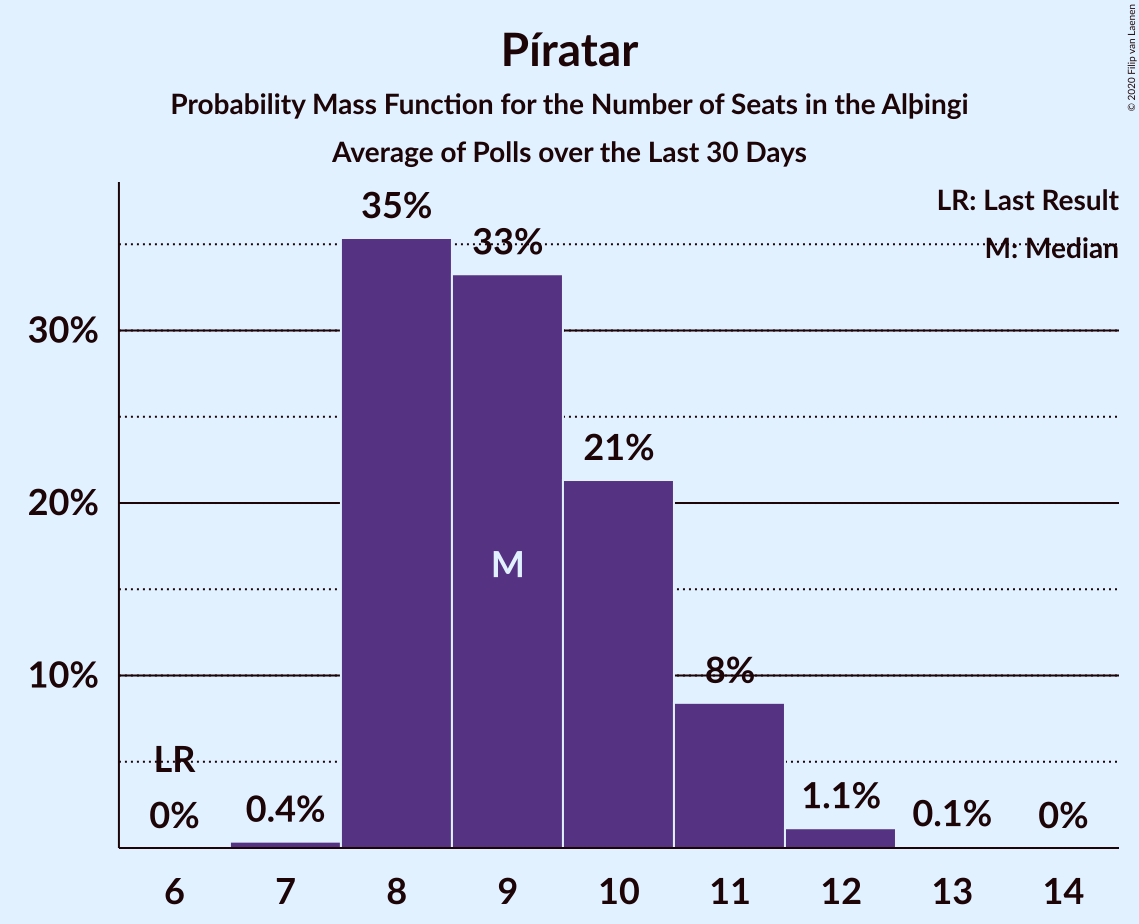 Píratar
Probability Mass Function for the Number of Seats in the Alþingi
Average of Polls over the Last 30 Days
© 2020 Filip van Laenen
LR: Last Result
M: Median
35%
33%
30%
21%
20%
M
10%
8%
LR
0%
0.4%
1.1%
0.1%
0%
6 7 8 9 10 11 12 13 14